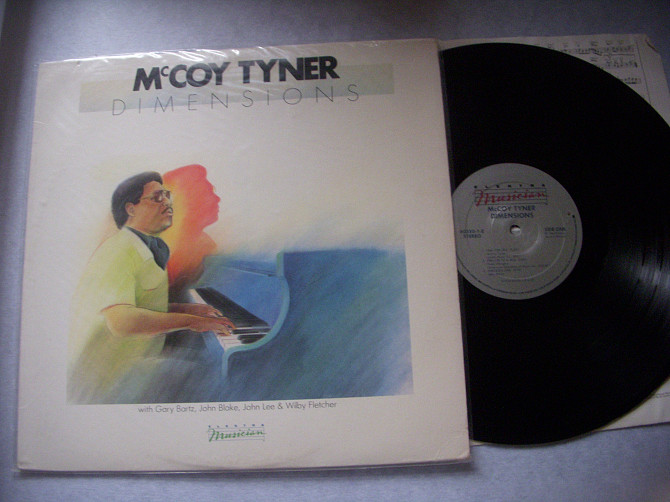 McCOY TYNER
DIMENSIONS
with Gary Bartz, John Blake, John Lee & Wilby Fletcher
ELEKTRA
Musician
ELEKTRA
Musician
McCOY TYNER
DIMENSIONS
STEREO